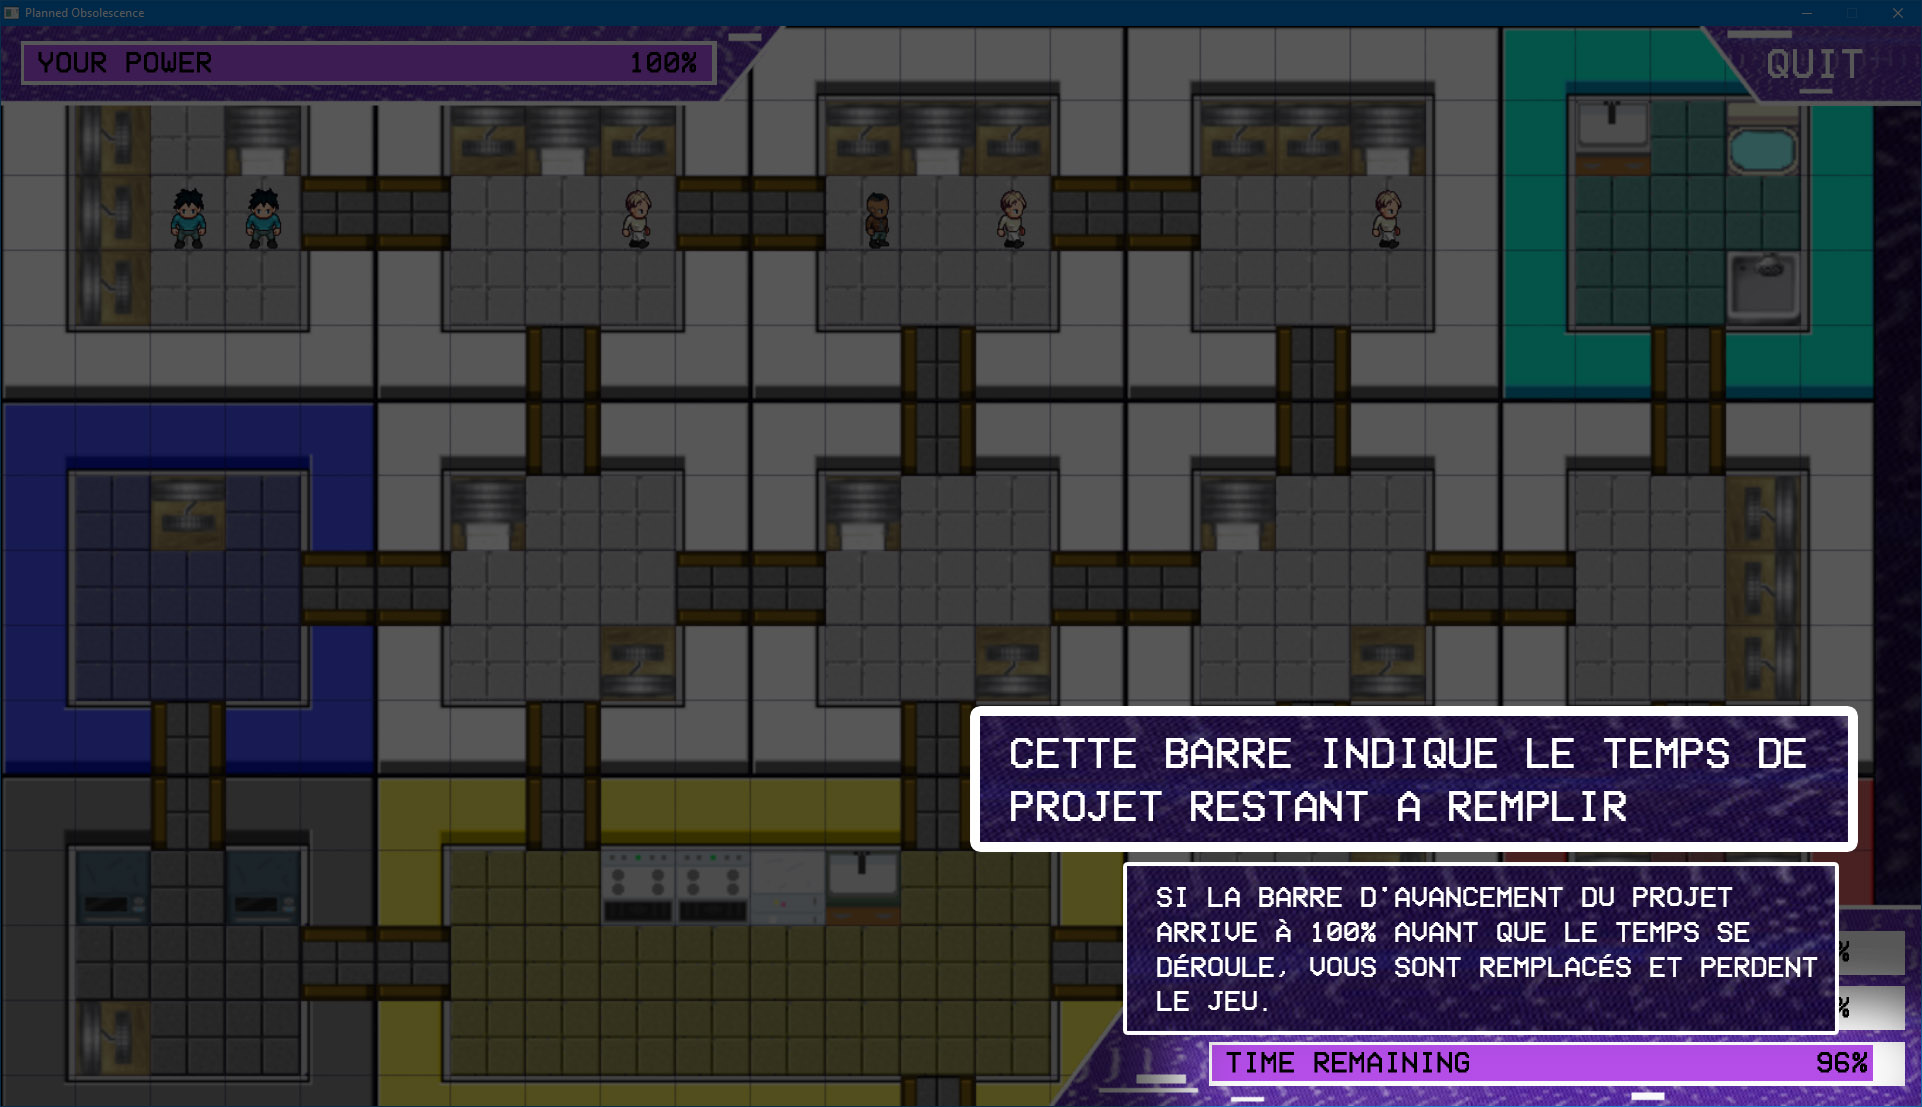 Planned Obsolescence
YOUR POWER 100%
QUIT
CETTE BARRE INDIQUE LE TEMPS DE
PROJET RESTANT A REMPLIR
SI LA BARRE D'AVANCEMENT DU PROJET
ARRIVE À 100% AVANT QUE LE TEMPS SE
DÉROULE, VOUS SONT REMPLACÉS ET PERDENT
LE JEU.
%
%
TIME REMAINING 96%